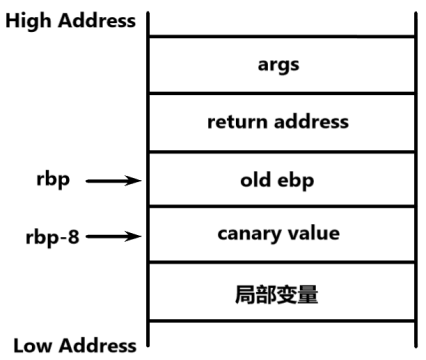 High Address
args
return address
rbp
old ebp
rbp-8
canary value
局部变量
Low Address